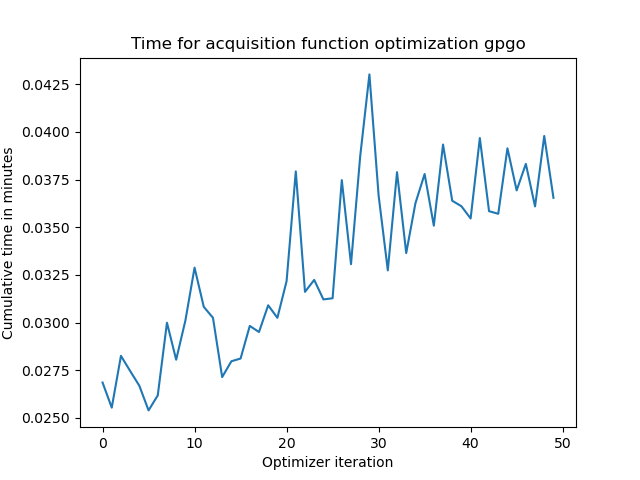 Time for acquisition function optimization gpgo
0.0425
0.0400
0.0375
0.0350
0.0325
0.0300
0.0275
0.0250
Cumulative time in minutes
0 10 20 30 40 50
Optimizer iteration